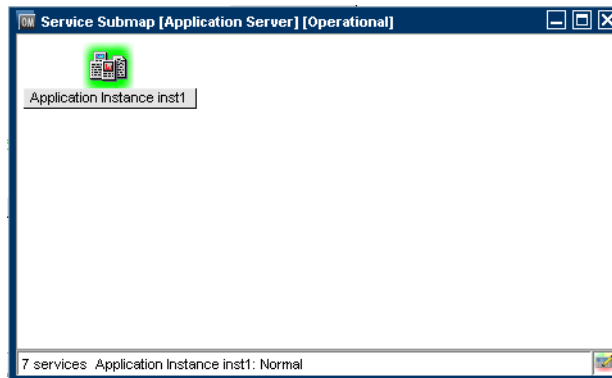 OM Service Submap [Application Server] [Operational]
Application Instance inst1
7 services Application Instance inst1: Normal